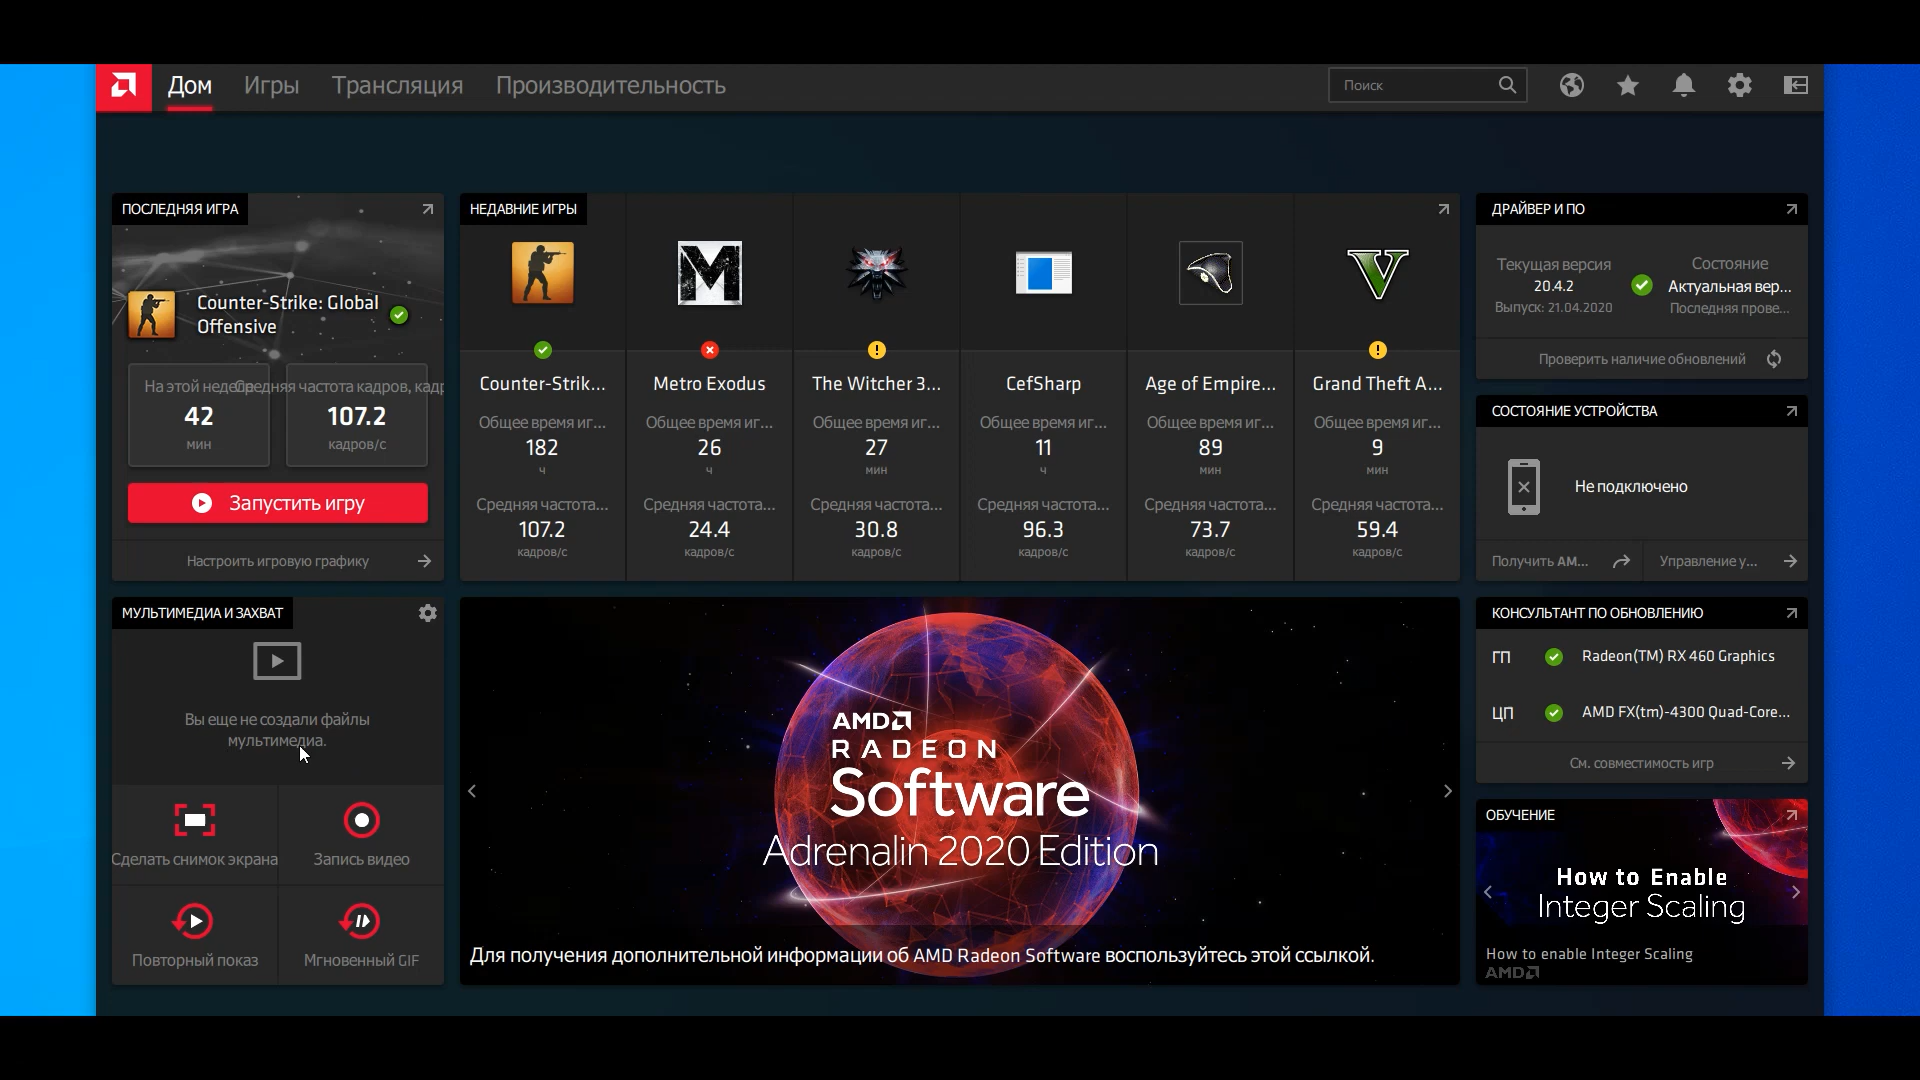 Дом
Игры
Трансляция
Производительность
Поиск
ПОСЛЕДНЯЯ ИГРА
Counter-Strike: Global
Offensive
На этой неделе
Средняя частота кадров, кадр
42
мин
107.2
кадров/с
Запустить игру
Настроить игровую графику
НЕДАВНИЕ ИГРЫ
Counter-Strik...
Общее время иг...
182
ч
Средняя частота...
107.2
кадров/с
Metro Exodus
Общее время иг...
26
ч
Средняя частота...
24.4
кадров/с
The Witcher 3...
Общее время иг...
27
мин
Средняя частота...
30.8
кадров/с
CefSharp
Общее время иг...
11
ч
Средняя частота...
96.3
кадров/с
Age of Empire...
Общее время иг...
89
мин
Средняя частота...
73.7
кадров/с
Grand Theft A...
Общее время иг...
9
мин
Средняя частота...
59.4
кадров/с
ДРАЙВЕР И ПО
Текущая версия
20.4.2
Выпуск: 21.04.2020
Состояние
Актуальная вер...
Последняя прове...
Проверить наличие обновлений
СОСТОЯНИЕ УСТРОЙСТВА
Не подключено
Получить AM...
Управление у...
МУЛЬТИМЕДИА И ЗАХВАТ
Вы еще не создали файлы
мультимедиа.
Сделать снимок экрана
Запись видео
Повторный показ
Мгновенный GIF
AMD
RADEON
Software
Adrenalin 2020 Edition
Для получения дополнительной информации об AMD Radeon Software воспользуйтесь этой ссылкой.
КОНСУЛЬТАНТ ПО ОБНОВЛЕНИЮ
ГП
Radeon(TM) RX 460 Graphics
ЦП
AMD FX(tm)-4300 Quad-Core...
См. совместимость игр
ОБУЧЕНИЕ
How to Enable
Integer Scaling
How to enable Integer Scaling
AMD